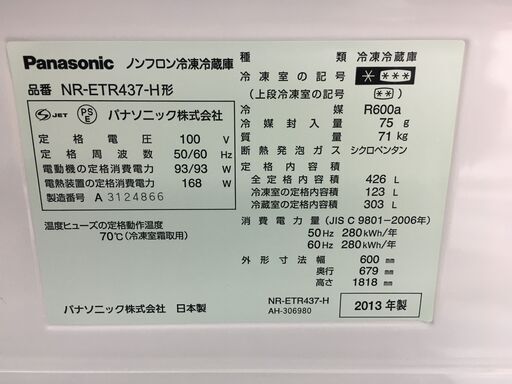 Panasonic ノンフロン冷凍冷蔵庫
品番 NR-ETR437-H形
S JET PS E パナソニック株式会社
定格電圧 100 V
定格周波数 50/60 Hz
電動機の定格消費電力 93/93 W
電熱装置の定格消費電力 168 W
製造番号 A 3124866
温度ヒューズの定格動作温度
70℃(冷凍室霜取用)
パナソニック株式会社 日本製
種類 冷凍冷蔵庫
冷凍室の記号 * ***
(上段冷凍室の記号 **)
冷媒 R600a
冷媒封入量 75 g
質量 71 kg
断熱発泡ガス シクロペンタン
定格内容積
全定格内容積 426 L
冷凍室の定格内容積 123 L
冷蔵室の定格内容積 303 L
消費電力量 (JIS C 9801-2006年)
50 Hz 280 kWh/年
60 Hz 280 kWh/年
外形寸法 幅 600 mm
奥行 679 mm
高さ 1818 mm
NR-ETR437-H
AH-306980
2013 年製